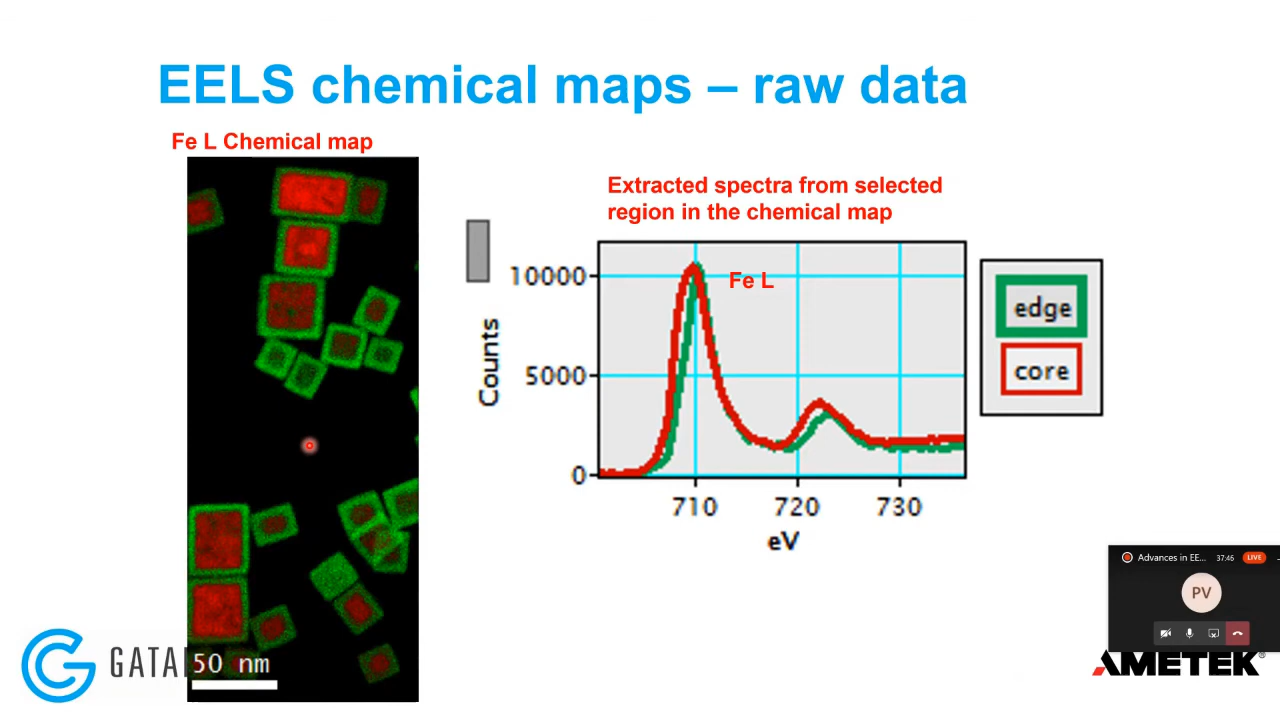 EELS chemical maps – raw data
Fe L Chemical map
Extracted spectra from selected
region in the chemical map
10000
5000
0
Counts
Fe L
710
720
730
eV
edge
core
50 nm
Advances in EE...
37:46
LIVE
PV
GATA
AMETEK®